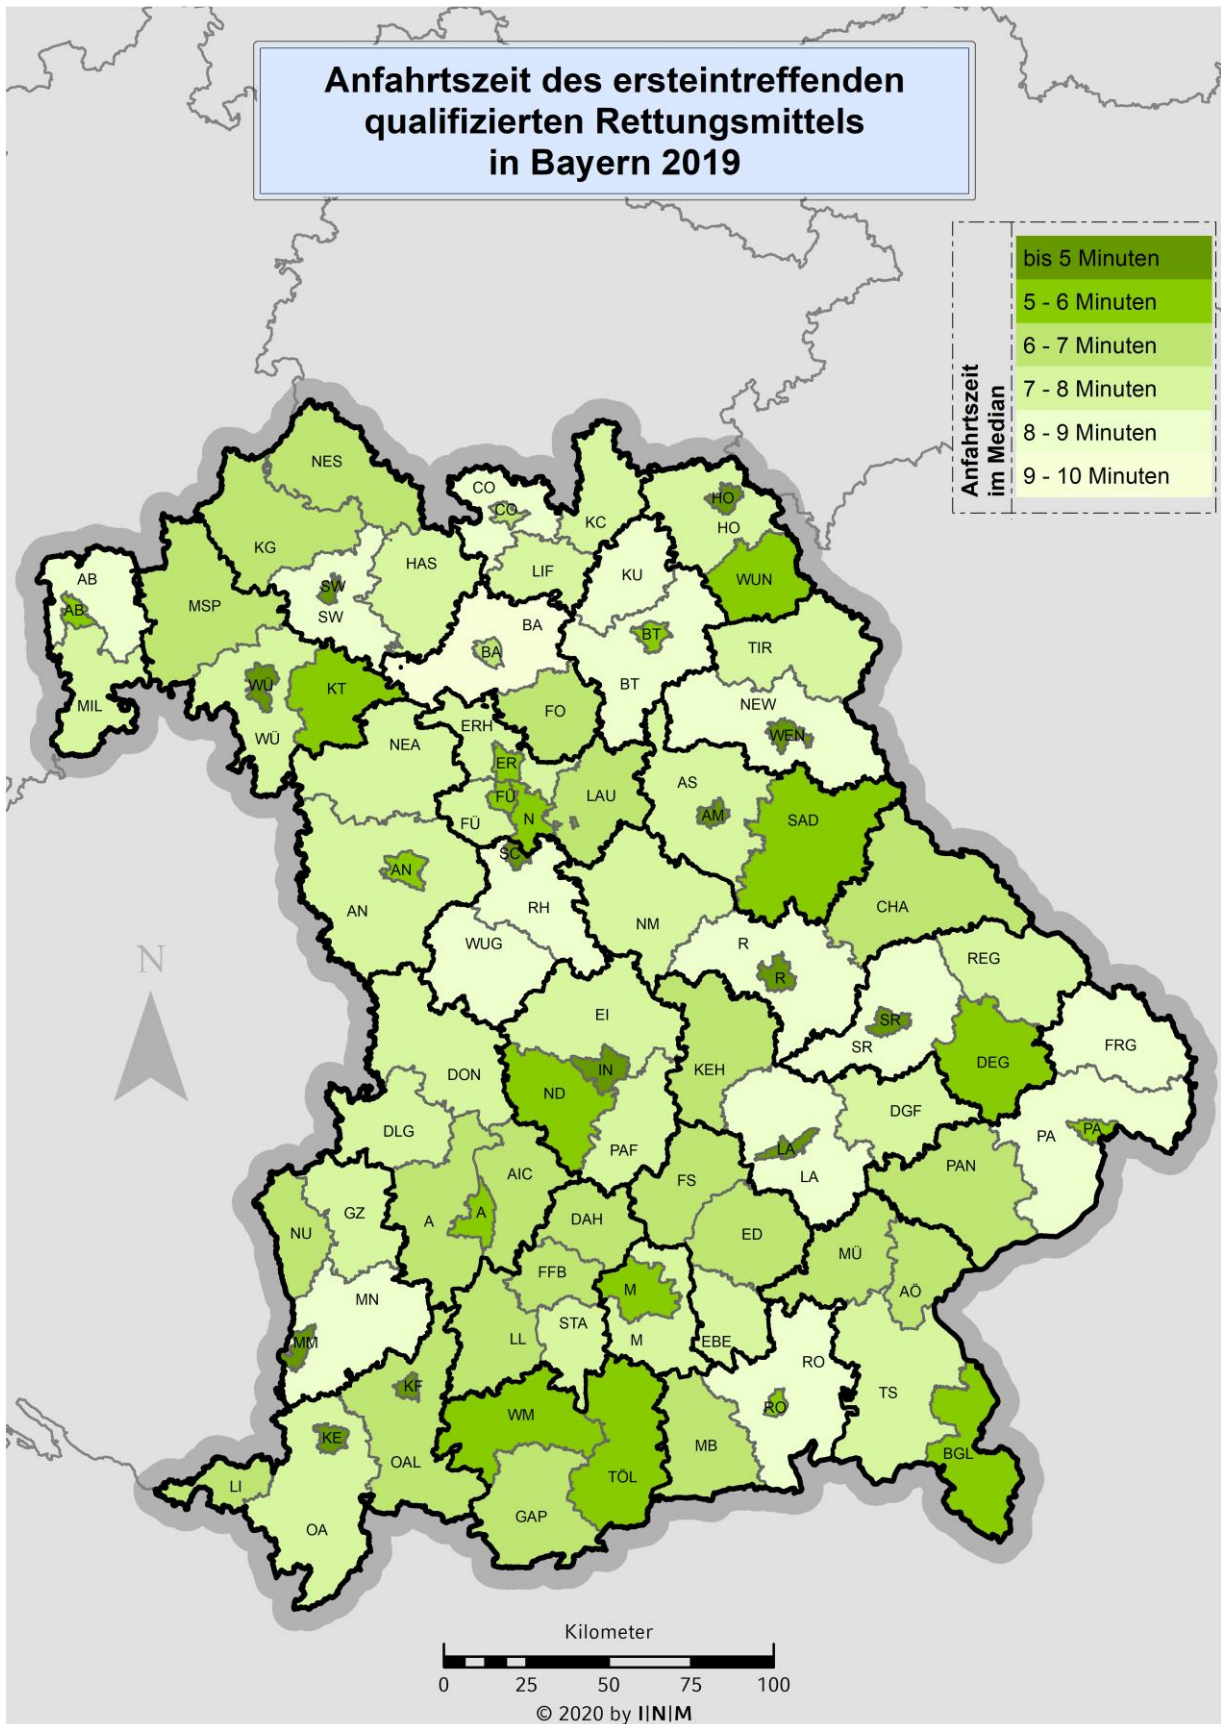 Anfahrtszeit des ersteintreffenden
qualifizierten Rettungsmittels
in Bayern 2019
Anfahrtszeit
im Median
bis 5 Minuten
5 - 6 Minuten
6 - 7 Minuten
7 - 8 Minuten
8 - 9 Minuten
9 - 10 Minuten
NES
CO
CO
KC
HO
HO
KG
HAS
LIF
KU
WUN
AB
AB
MSP
SW
SW
BA
BA
BT
BT
TIR
MIL
WÜ
WÜ
KT
FO
NEW
WEN
NEA
ERH
ER
FÜ
FÜ
N
LAU
AS
AM
SAD
SC
AN
AN
RH
WUG
NM
CHA
R
R
REG
SR
SR
N
EI
IN
ND
DON
KEH
DEG
FRG
DLG
PAF
DGF
PA
PA
LA
LA
PAN
AIC
FS
GZ
NU
A
A
DAH
ED
MÜ
AÖ
FFB
MN
MM
LL
STA
M
M
EBE
RO
RO
TS
KF
KE
WM
OAL
LI
OA
GAP
TÖL
MB
BGL
Kilometer
0 25 50 75 100
© 2020 by I|N|M